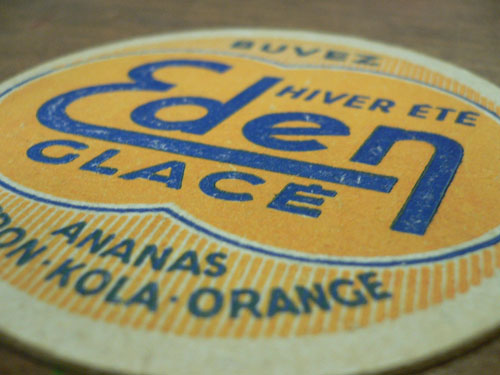 BUVEZ
HIVER ETE
Eden
GLACÉ
ANANAS
KOLA · ORANGE